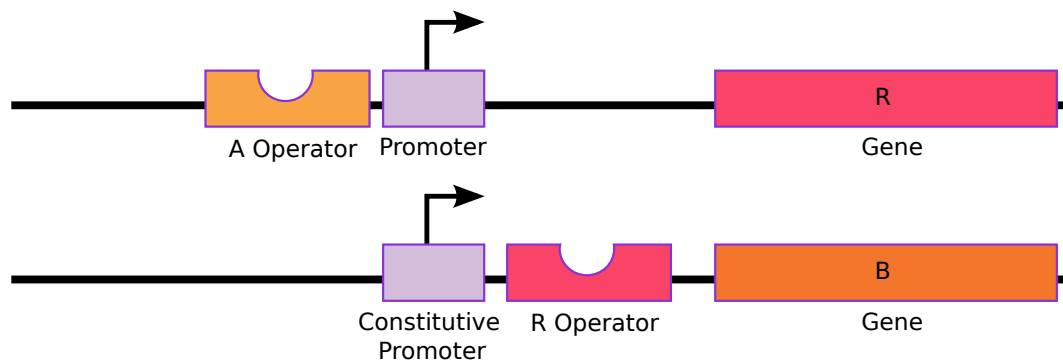 R
A Operator
Promoter
Gene
B
Constitutive
Promoter
R Operator
Gene